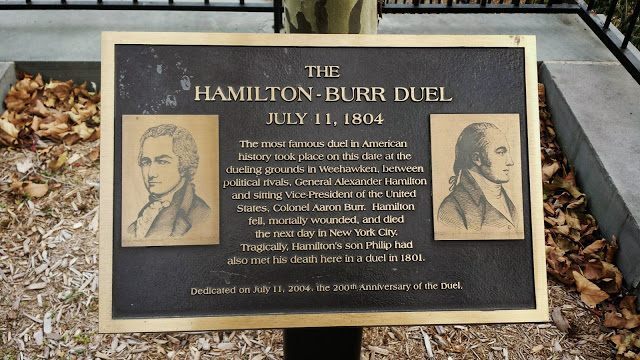 THE
HAMILTON-BURR DUEL
JULY 11, 1804
The most famous duel in American
history took place on this date at the
dueling grounds in Weehawken, between
political rivals, General Alexander Hamilton
and sitting Vice-President of the United
States, Colonel Aaron Burr. Hamilton
fell, mortally wounded, and died
the next day in New York City.
Tragically, Hamilton's son Philip had
also met his death here in a duel in 1801.
Dedicated on July 11, 2004, the 200th Anniversary of the Duel.